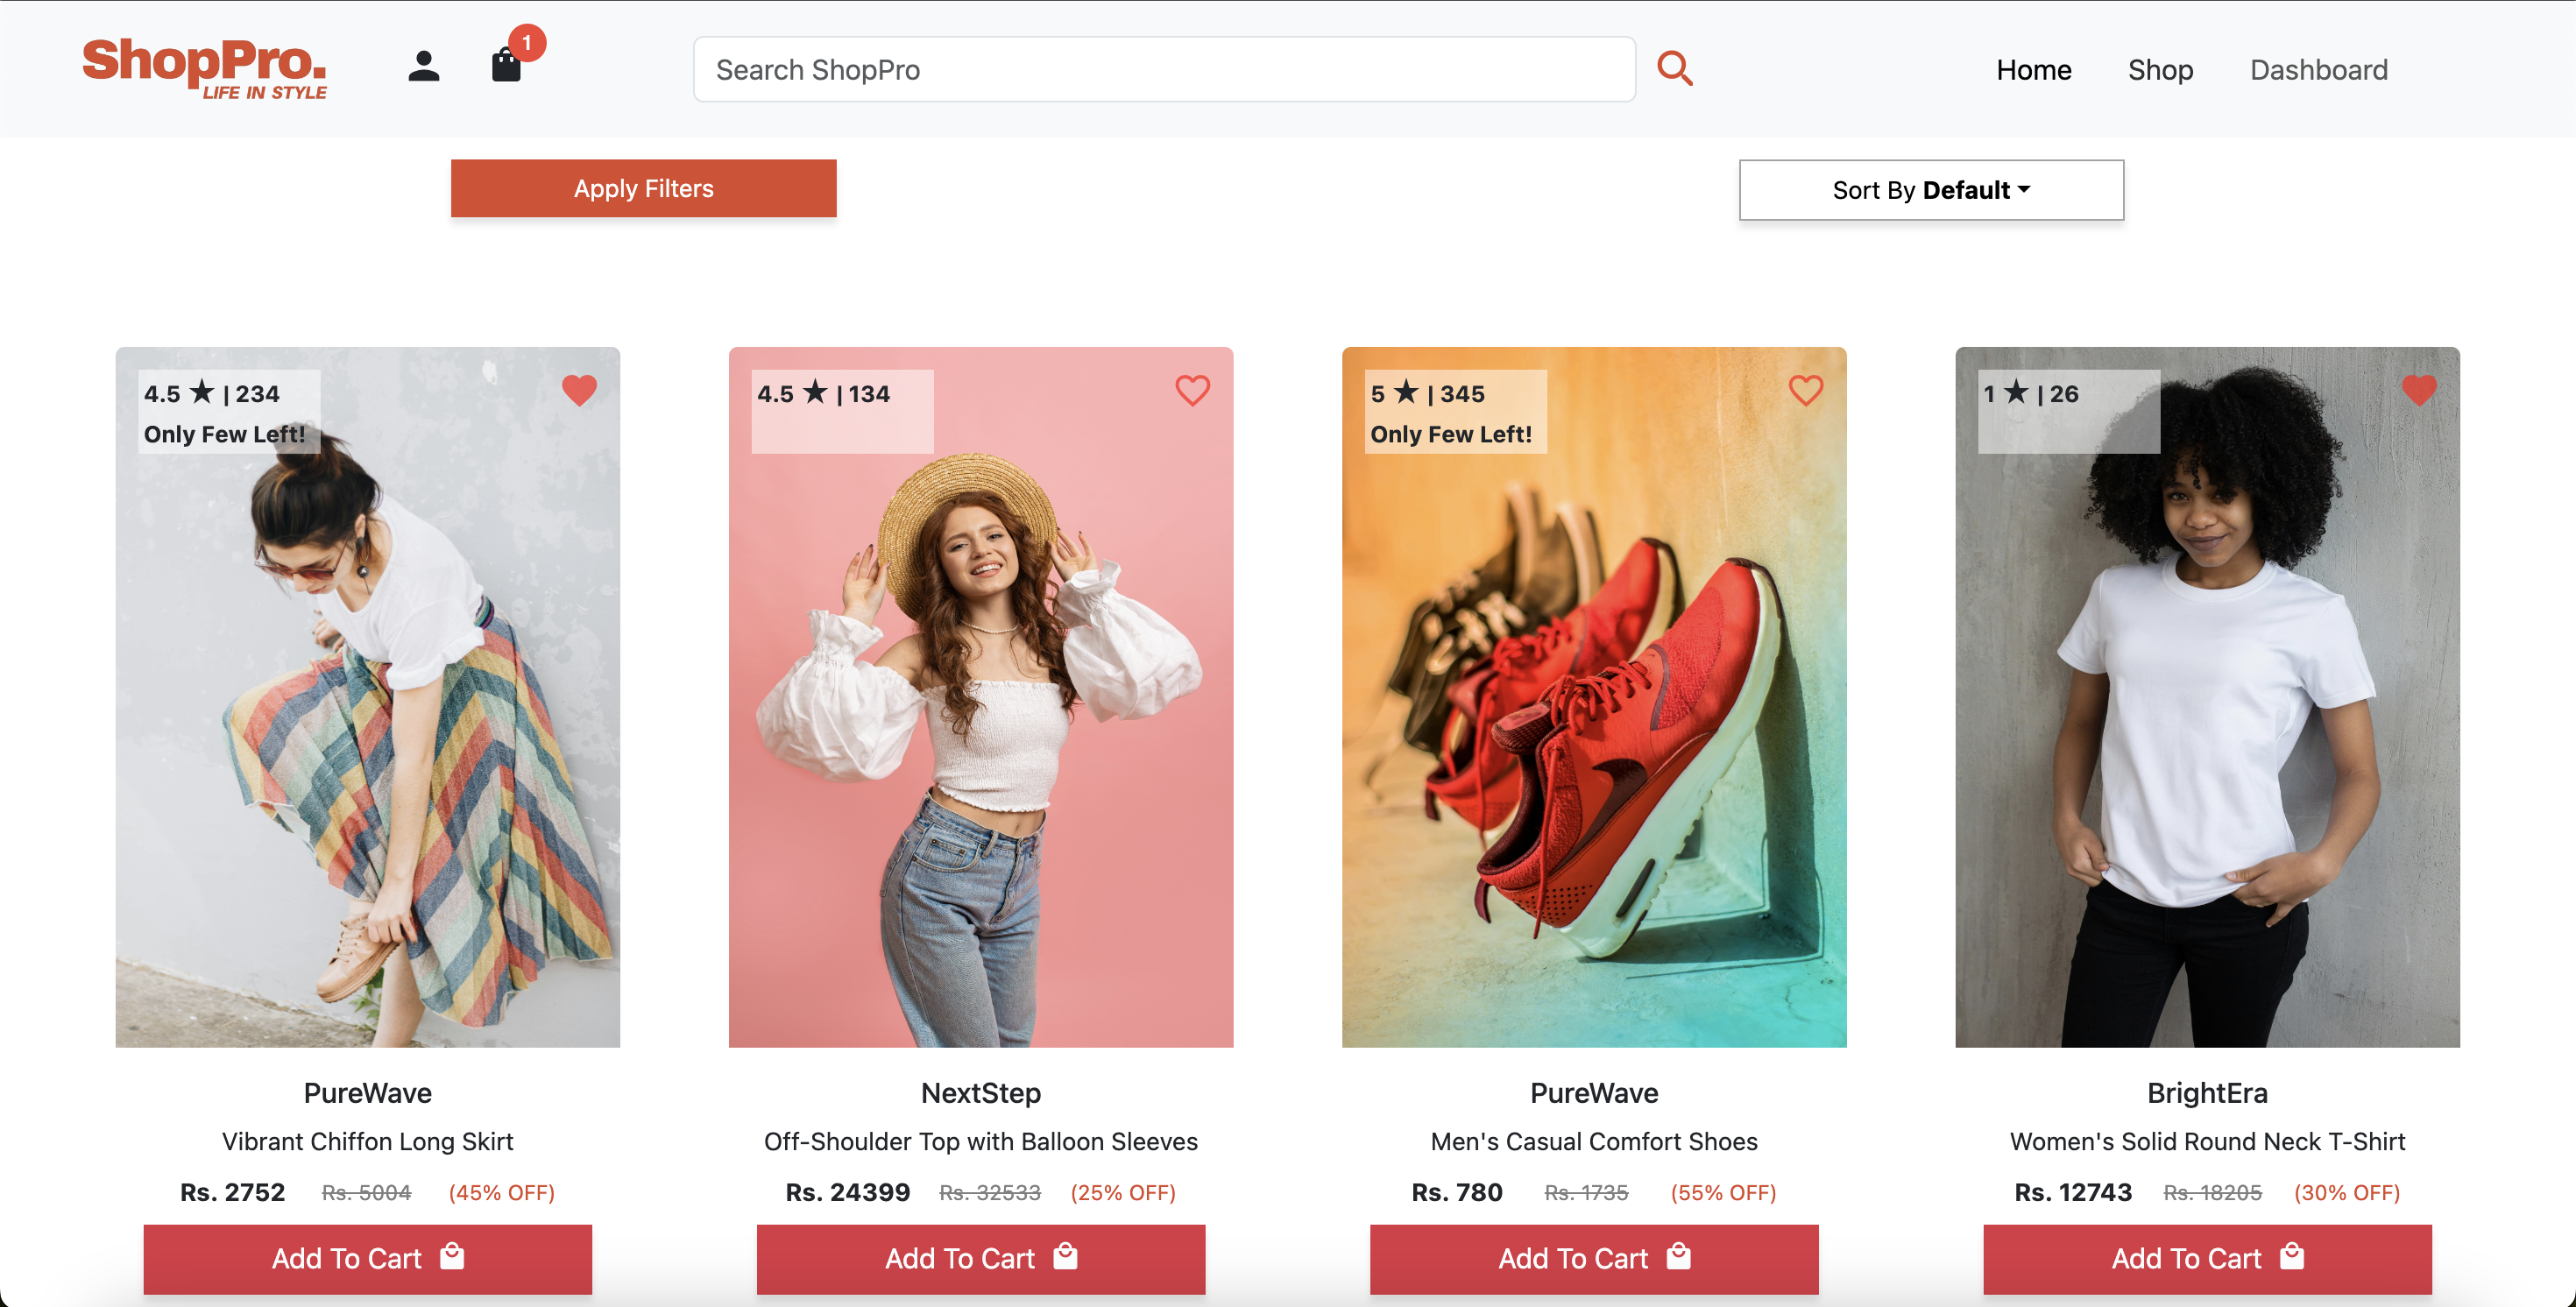 ShopPro.
LIFE IN STYLE
1
Search ShopPro
Home
Shop
Dashboard
Apply Filters
Sort By Default
4.5 ★ | 234
Only Few Left!
4.5 ★ | 134
5 ★ | 345
Only Few Left!
1 ★ | 26
PureWave
Vibrant Chiffon Long Skirt
Rs. 2752 Rs. 5004 (45% OFF)
Add To Cart
NextStep
Off-Shoulder Top with Balloon Sleeves
Rs. 24399 Rs. 32533 (25% OFF)
Add To Cart
PureWave
Men's Casual Comfort Shoes
Rs. 780 Rs. 1735 (55% OFF)
Add To Cart
BrightEra
Women's Solid Round Neck T-Shirt
Rs. 12743 Rs. 18205 (30% OFF)
Add To Cart